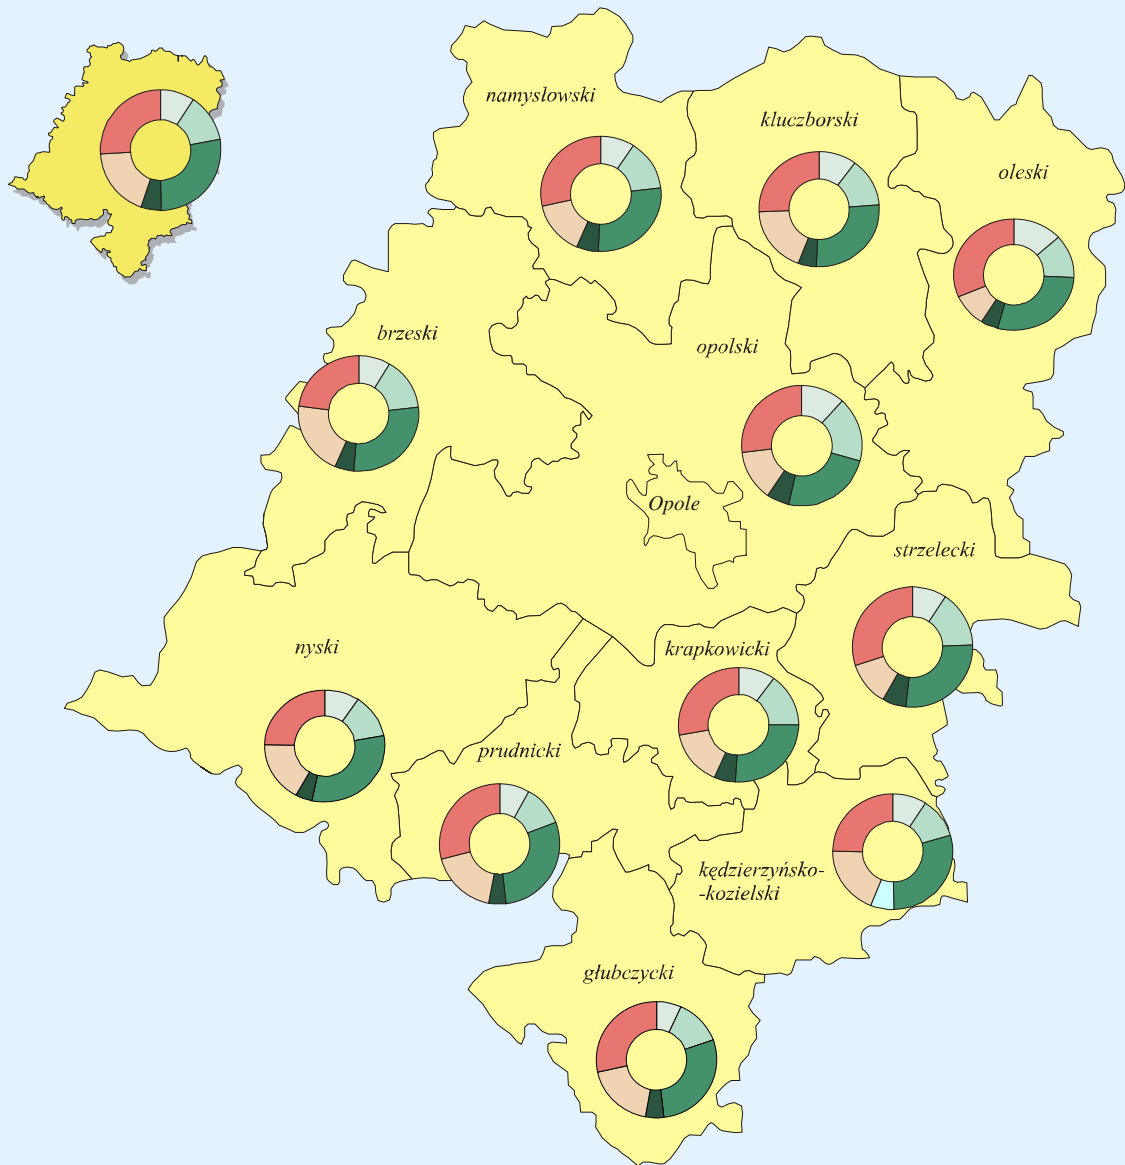 namysłowski
kluczborski
oleski
brzeski
opolski
Opole
strzelecki
nyski
krapkowicki
prudnicki
kędzierzyńsko-
-kozielski
głubczycki